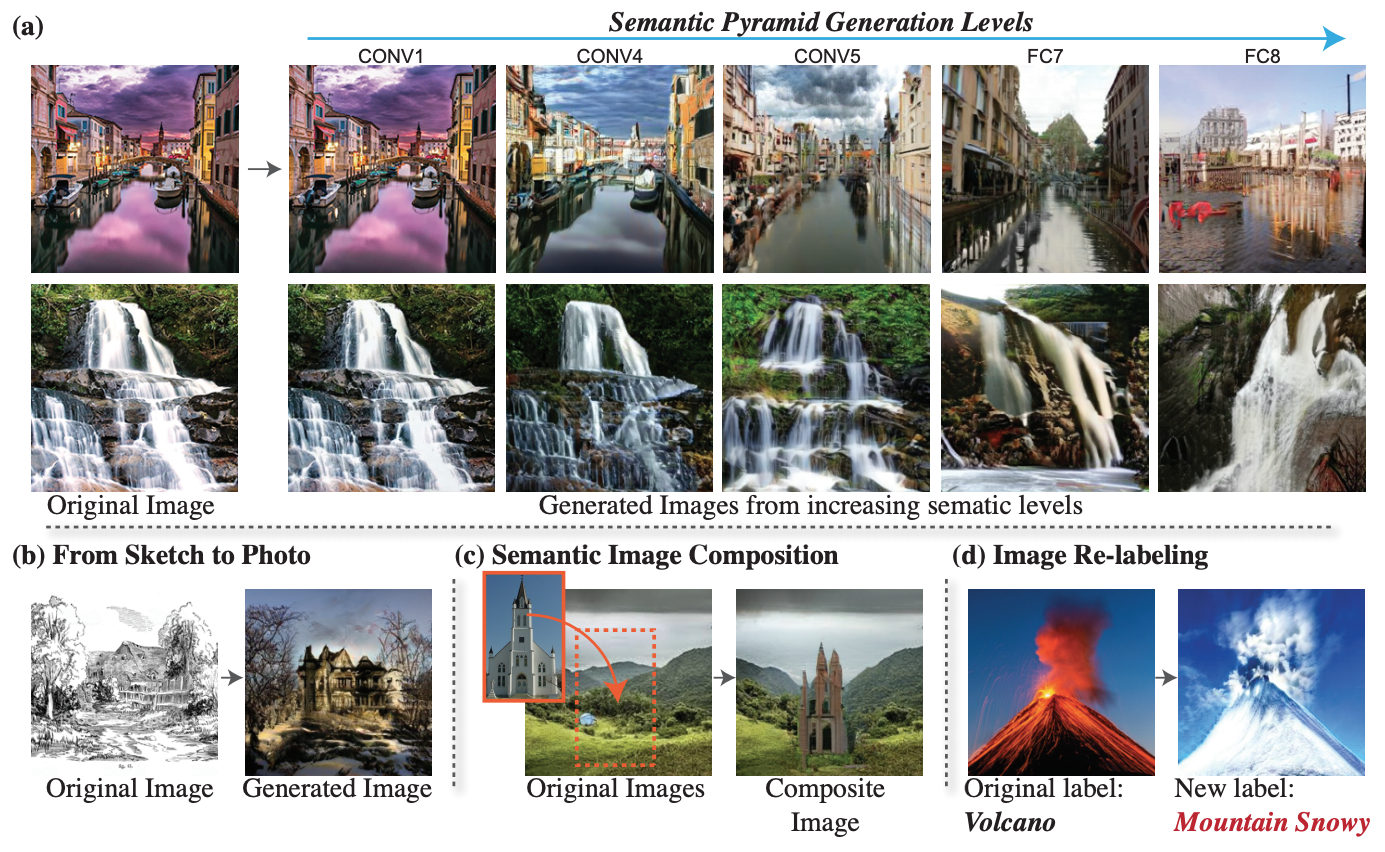 (a)
Semantic Pyramid Generation Levels
CONV1 CONV4 CONV5 FC7 FC8
Original Image
Generated Images from increasing sematic levels
(b) From Sketch to Photo
Original Image
Generated Image
(c) Semantic Image Composition
Original Images
Composite
Image
(d) Image Re-labeling
Original label:
Volcano
New label:
Mountain Snowy